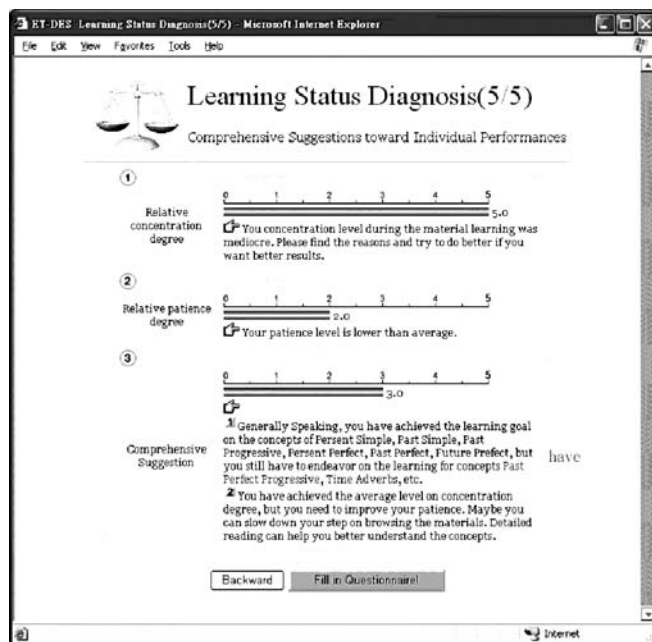 ET-DES Learning Status Diagnosis(5/5) - Microsoft Internet Explorer
File Edit View Favorites Tools Help
Learning Status Diagnosis(5/5)
Comprehensive Suggestions toward Individual Performances
1
0 1 2 3 4 5
5.0
Relative
concentration
degree
You concentration level during the material learning was
mediocre. Please find the reasons and try to do better if you
want better results.
2
0 1 2 3 4 5
2.0
Relative patience
degree
Your patience level is lower than average.
3
0 1 2 3 4 5
3.0
Comprehensive
Suggestion
1 Generally Speaking, you have achieved the learning goal
on the concepts of Persent Simple, Past Simple, Past
Progressive, Persent Perfect, Past Perfect, Future Prefect, but
you still have to endeavor on the learning for concepts Past
Perfect Progressive, Time Adverbs, etc.
have
2 You have achieved the average level on concentration
degree, but you need to improve your patience. Maybe you
can slow down your step on browsing the materials. Detailed
reading can help you better understand the concepts.
Backward Fill in Questionnaire!
Internet